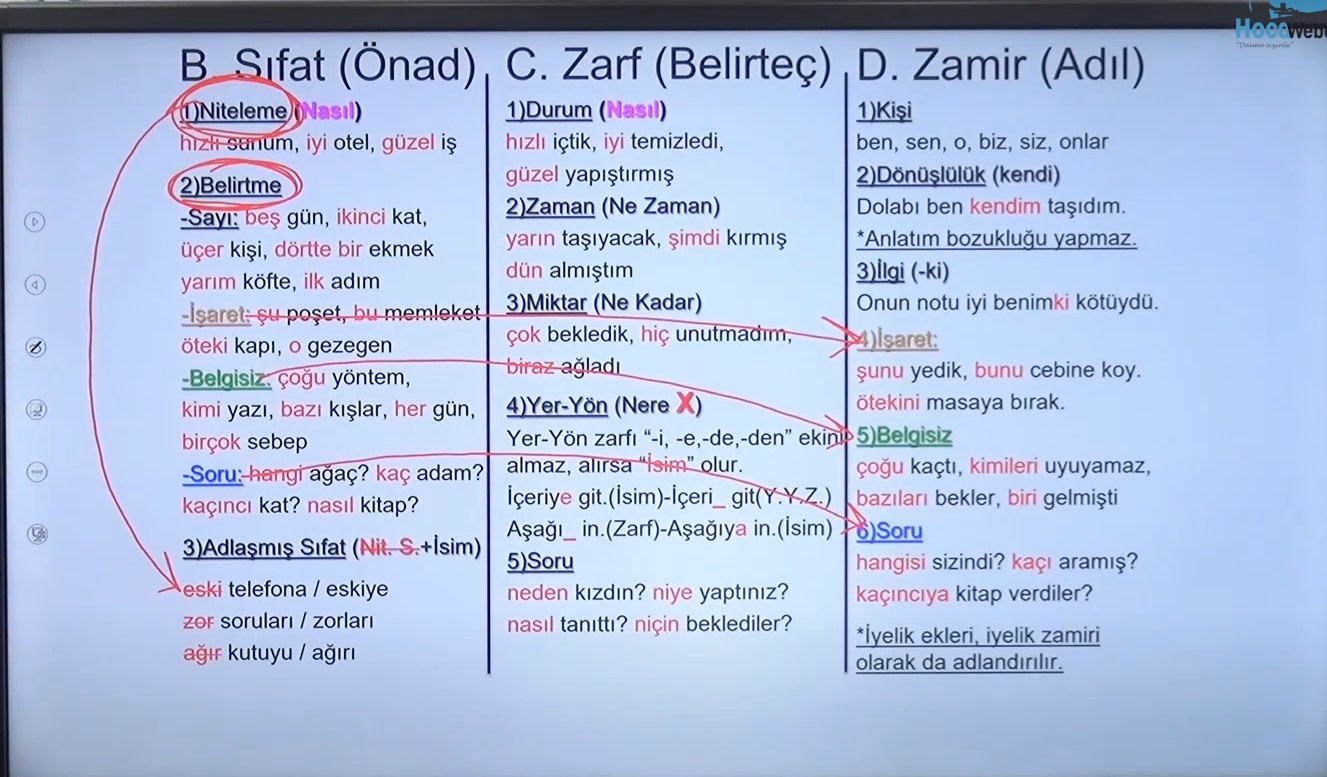 B. Sıfat (Önad)
1)Niteleme (Nasıl)
hızlı sunum, iyi otel, güzel iş
2)Belirtme
-Sayı: beş gün, ikinci kat,
üçer kişi, dörtte bir ekmek
yarım köfte, ilk adım
-İşaret: şu poşet, bu memleket
öteki kapı, o gezegen
-Belgisiz: çoğu yöntem,
kimi yazı, bazı kışlar, her gün,
birçok sebep
-Soru: hangi ağaç? kaç adam?
kaçıncı kat? nasıl kitap?
3)Adlaşmış Sıfat (Nit. S.+İsim)
eski telefona / eskiye
zor soruları / zorları
ağır kutuyu / ağırı
C. Zarf (Belirteç)
1)Durum (Nasıl)
hızlı içtik, iyi temizledi,
güzel yapıştırmış
2)Zaman (Ne Zaman)
yarın taşıyacak, şimdi kırmış
dün almıştım
3)Miktar (Ne Kadar)
çok bekledik, hiç unutmadım,
biraz ağladı
4)Yer-Yön (Nere X)
Yer-Yön zarfı “-i, -e,-de,-den” ekini
almaz, alırsa “İsim” olur.
İçeriye git.(İsim)-İçeri_ git(Y.Y.Z.)
Aşağı_ in.(Zarf)-Aşağıya in.(İsim)
5)Soru
neden kızdın? niye yaptınız?
nasıl tanıttı? niçin beklediler?
D. Zamir (Adıl)
1)Kişi
ben, sen, o, biz, siz, onlar
2)Dönüşlülük (kendi)
Dolabı ben kendim taşıdım.
*Anlatım bozukluğu yapmaz.
3)İlgi (-ki)
Onun notu iyi benimki kötüydü.
4)İşaret:
şunu yedik, bunu cebine koy.
ötekini masaya bırak.
5)Belgisiz
çoğu kaçtı, kimileri uyuyamaz,
bazıları bekler, biri gelmişti
6)Soru
hangisi sizindi? kaçı aramış?
kaçıncıya kitap verdiler?
*İyelik ekleri, iyelik zamiri
olarak da adlandırılır.
HocaWebt
"Daima sizinle"